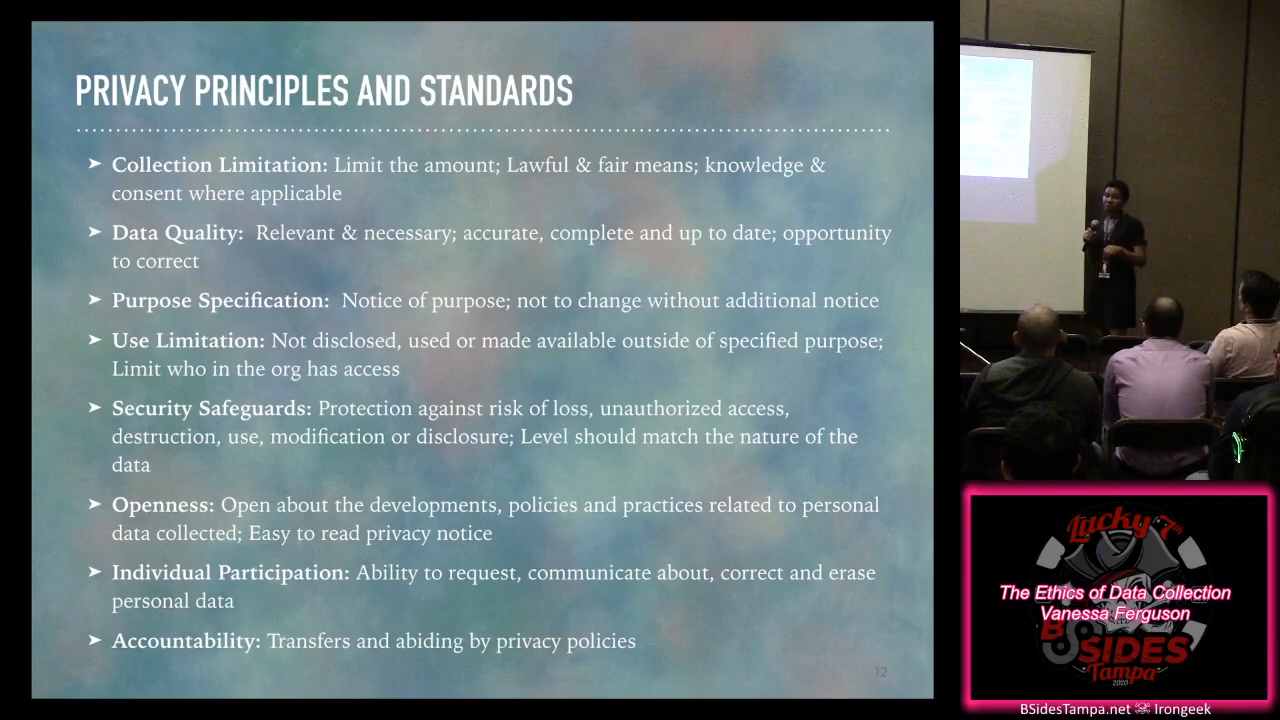 PRIVACY PRINCIPLES AND STANDARDS
➤ Collection Limitation: Limit the amount; Lawful & fair means; knowledge &
consent where applicable
➤ Data Quality: Relevant & necessary; accurate, complete and up to date; opportunity
to correct
➤ Purpose Specification: Notice of purpose; not to change without additional notice
➤ Use Limitation: Not disclosed, used or made available outside of specified purpose;
Limit who in the org has access
➤ Security Safeguards: Protection against risk of loss, unauthorized access,
destruction, use, modification or disclosure; Level should match the nature of the
data
➤ Openness: Open about the developments, policies and practices related to personal
data collected; Easy to read privacy notice
➤ Individual Participation: Ability to request, communicate about, correct and erase
personal data
➤ Accountability: Transfers and abiding by privacy policies
12
Lucky 7th
The Ethics of Data Collection
Vanessa Ferguson
BSIDES
Tampa
2020
BSidesTampa.net ☠ Irongeek